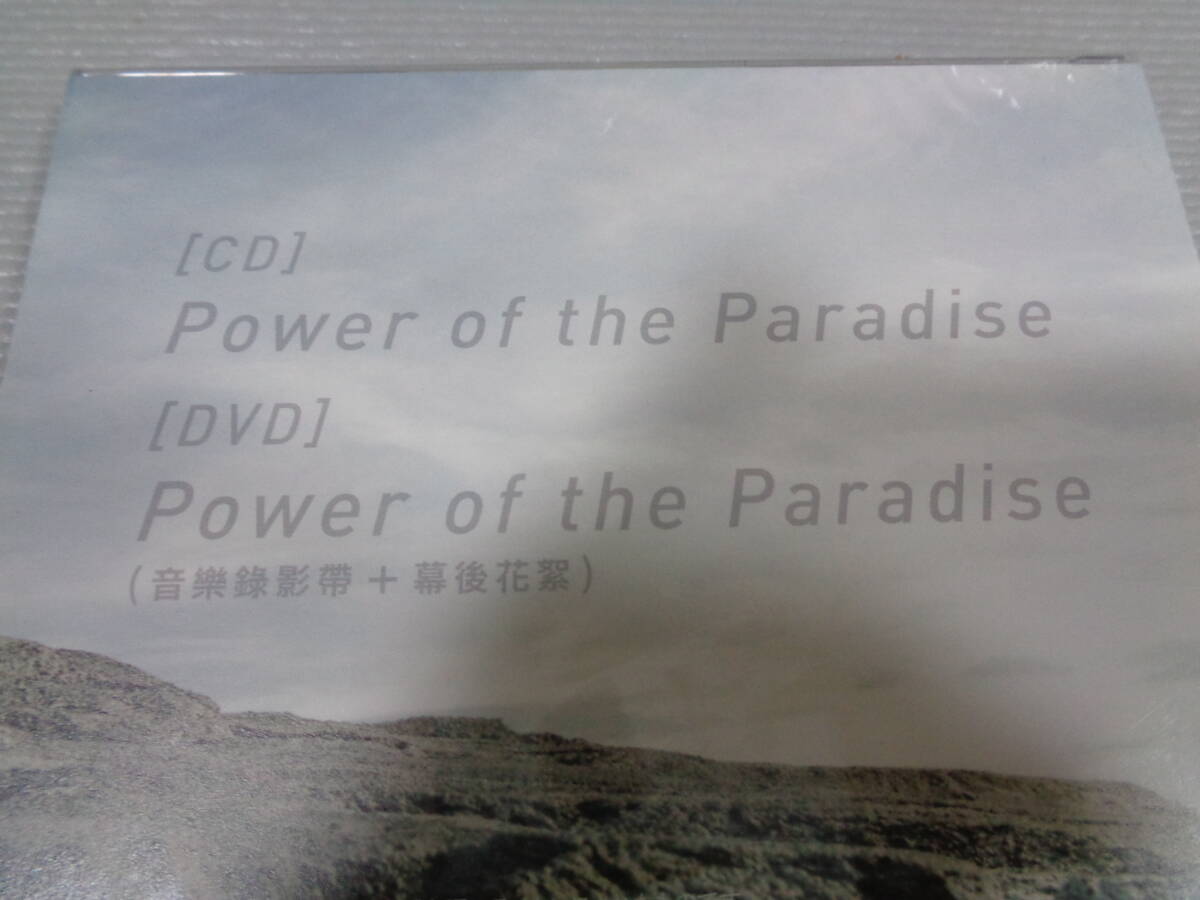 [CD]
Power of the Paradise
[DVD]
Power of the Paradise
(音樂錄影帶＋幕後花絮)